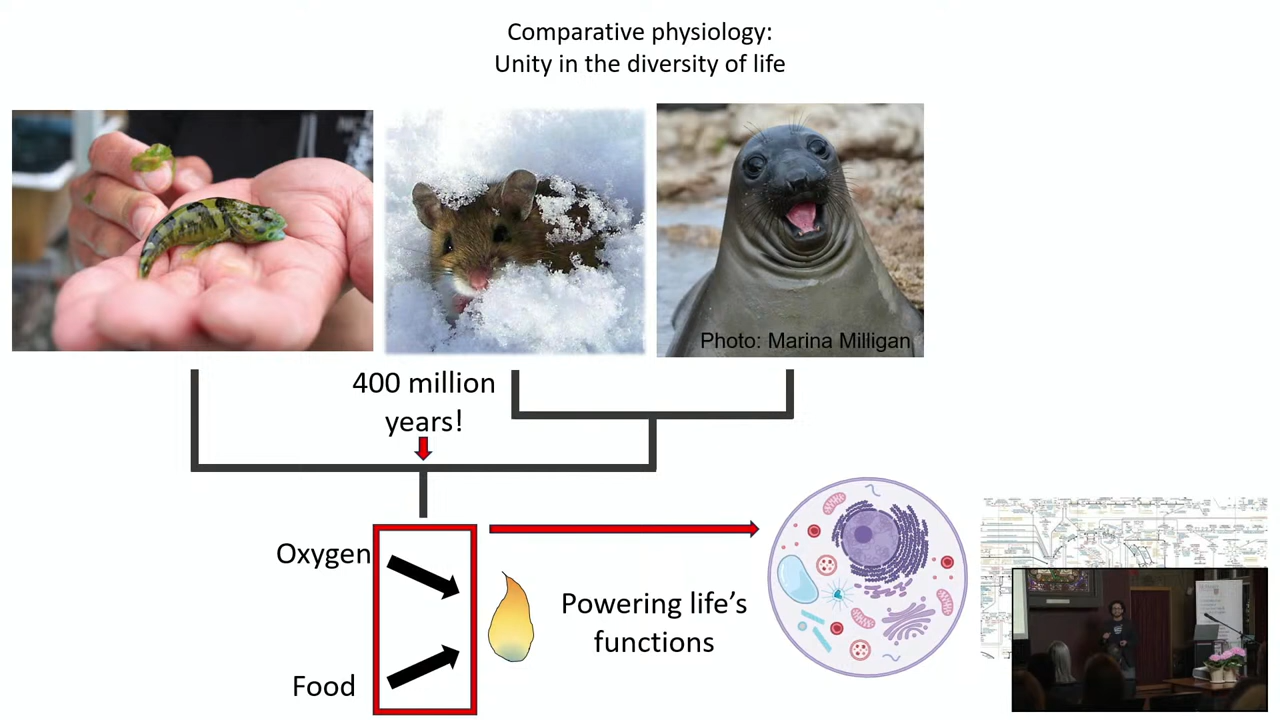 Comparative physiology:
Unity in the diversity of life
Photo: Marina Milligan
400 million
years!
Oxygen
Powering life's
functions
Food